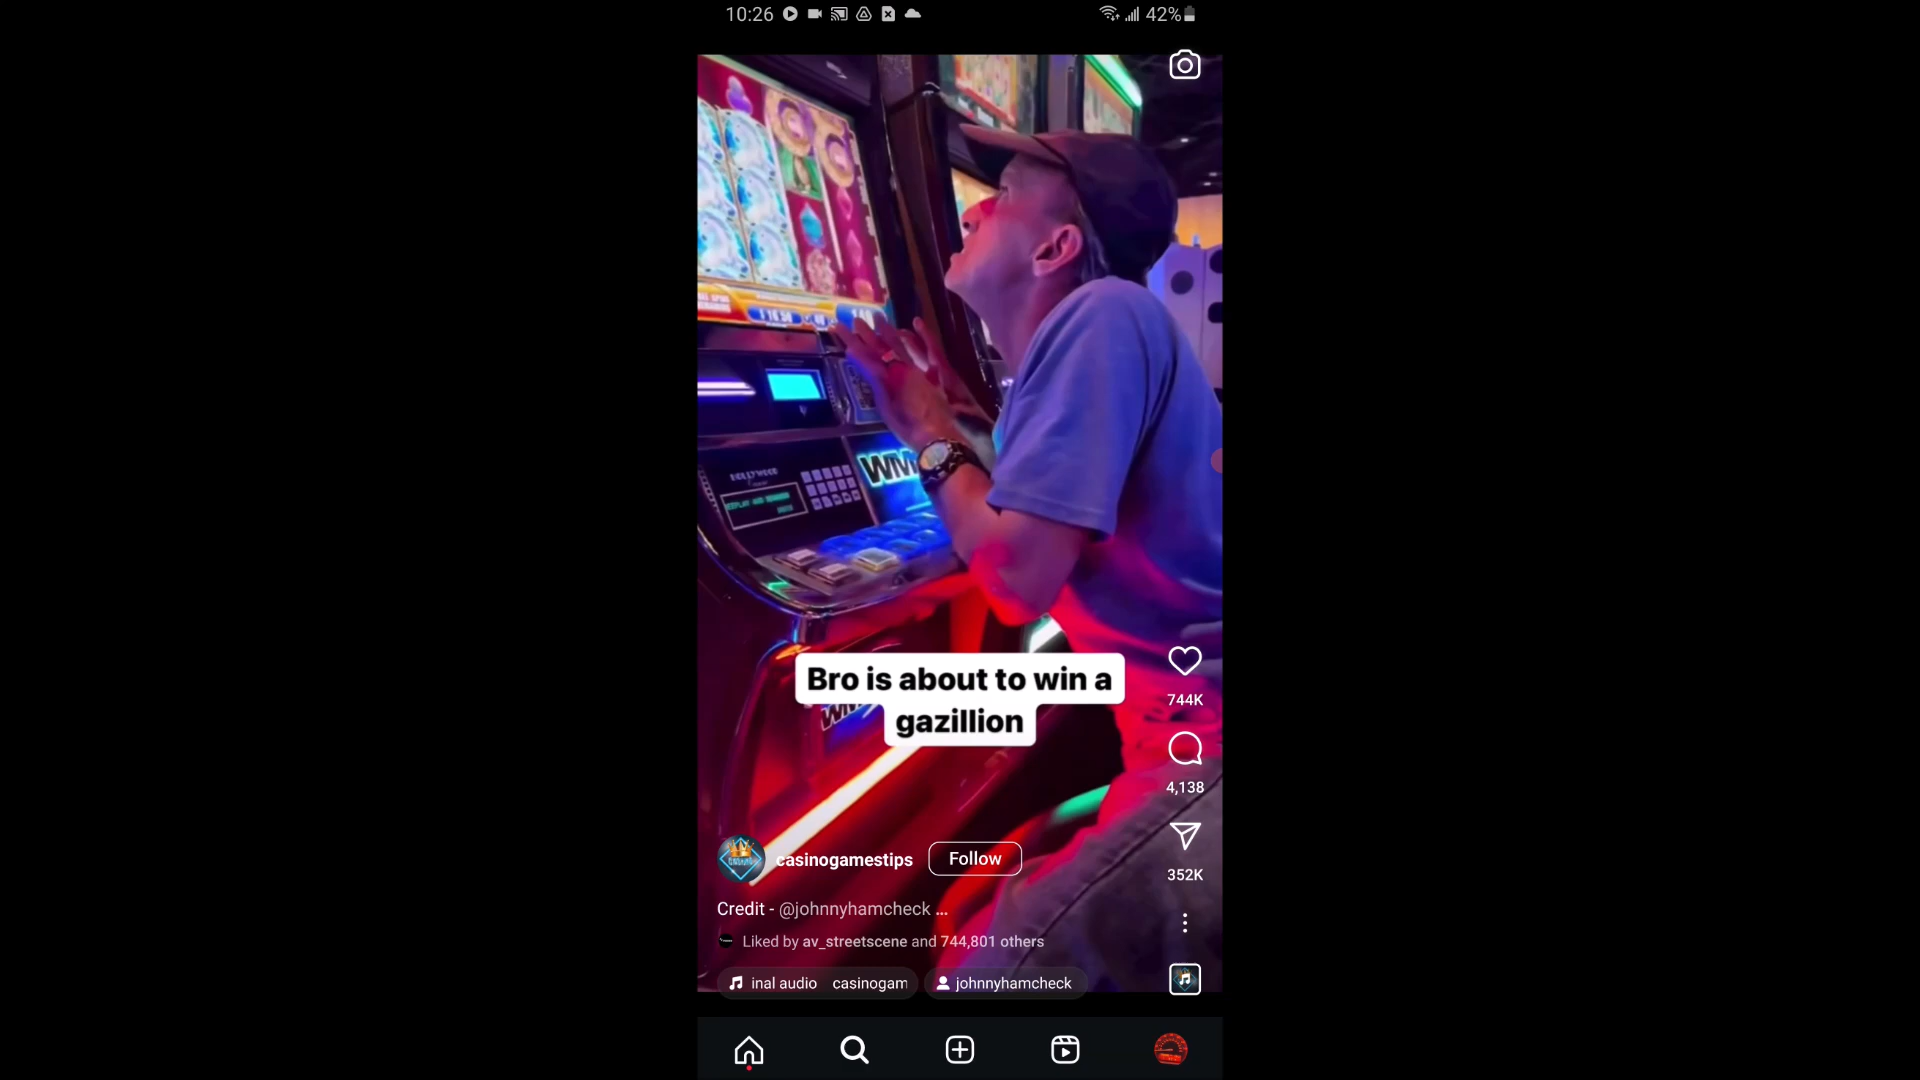 10:26
42%
WM
Bro is about to win a
gazillion
744K
4,138
casinogamestips
Follow
352K
Credit - @johnnyhamcheck ...
Liked by av_streetscene and 744,801 others
inal audio casinogam
johnnyhamcheck